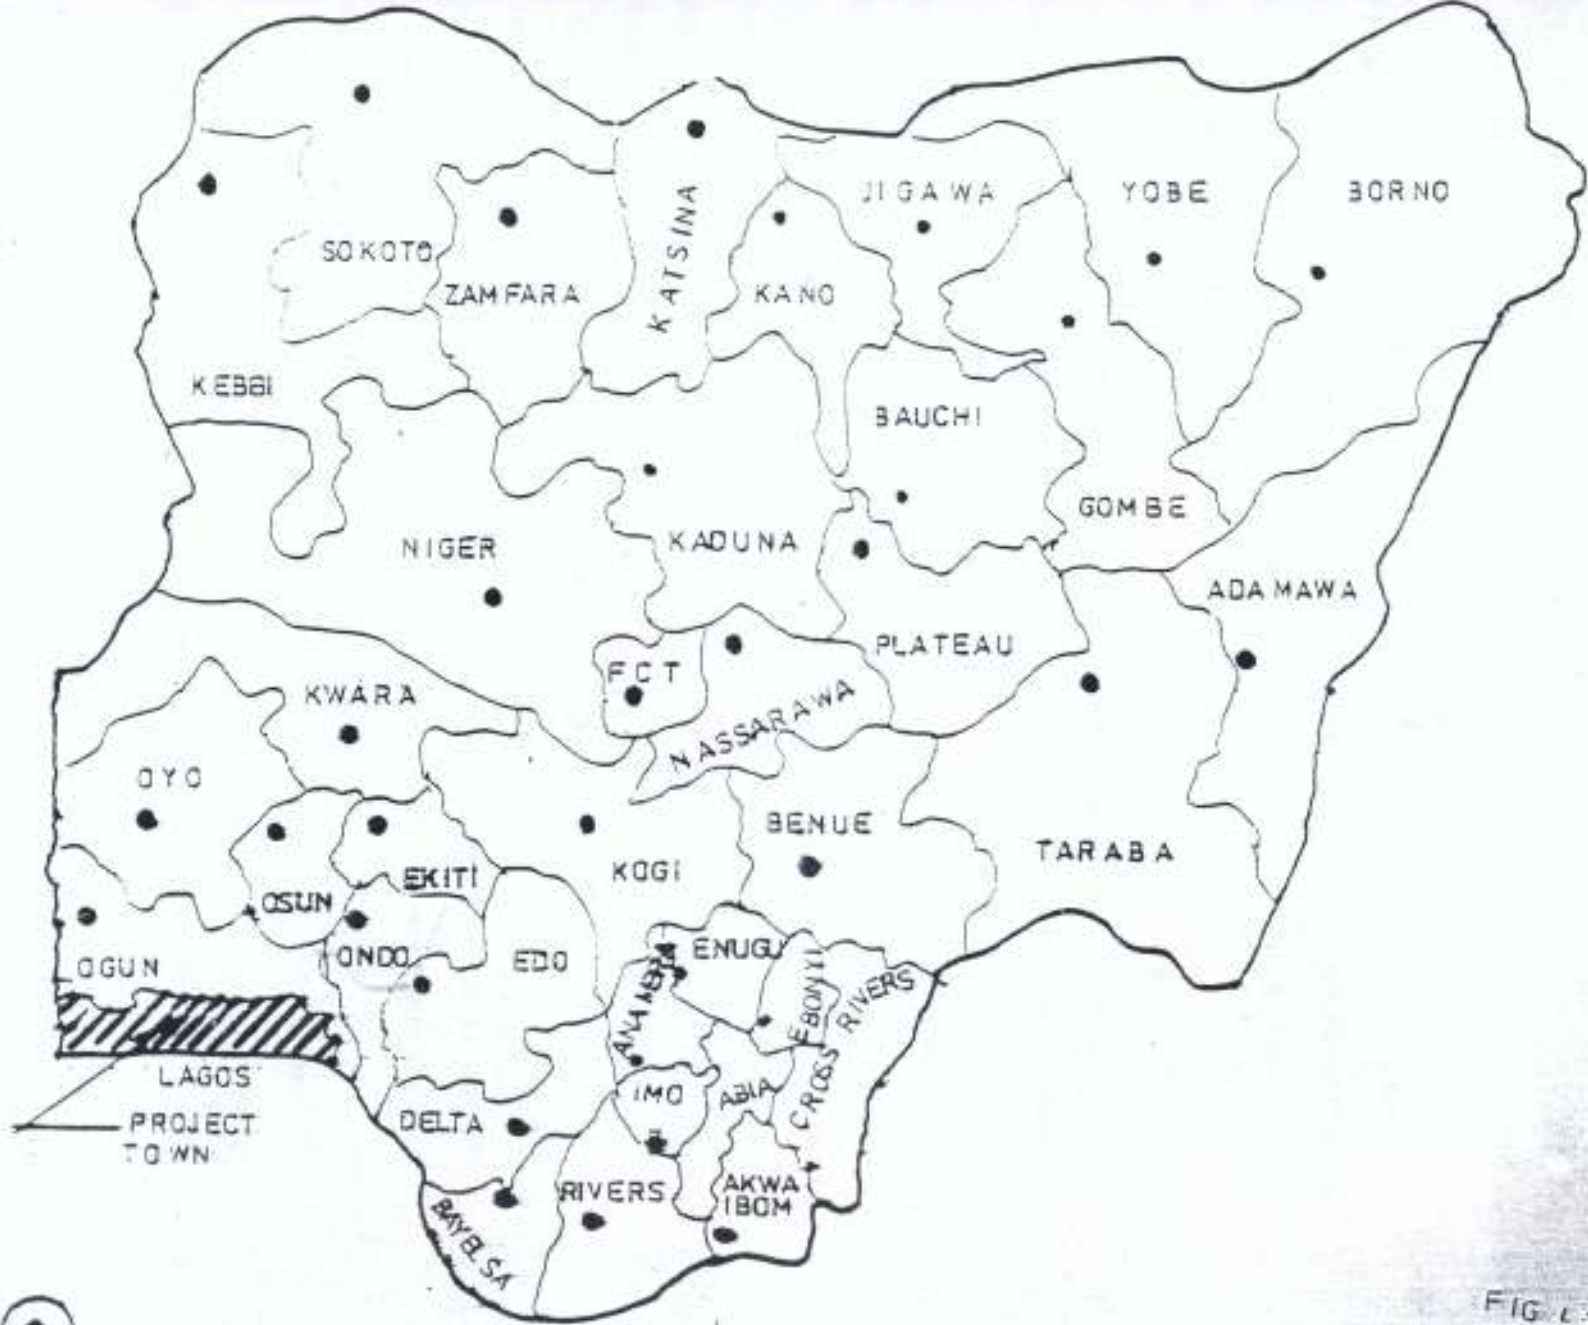 JIGAWA
YOBE
BORNO
KATSINA
SOKOTO
ZAMFARA
KANO
KEBBI
BAUCHI
GOMBE
NIGER
KADUNA
ADAMAWA
PLATEAU
FCT
KWARA
NASSARAWA
OYO
BENUE
TARABA
KOGI
EKITI
OSUN
ONDO
EDO
ENUGU
EBONYI
OGUN
CROSS RIVERS
LAGOS
IMO
ABIA
DELTA
PROJECT
TOWN
RIVERS
AKWA
IBOM
BAYELSA
FIG